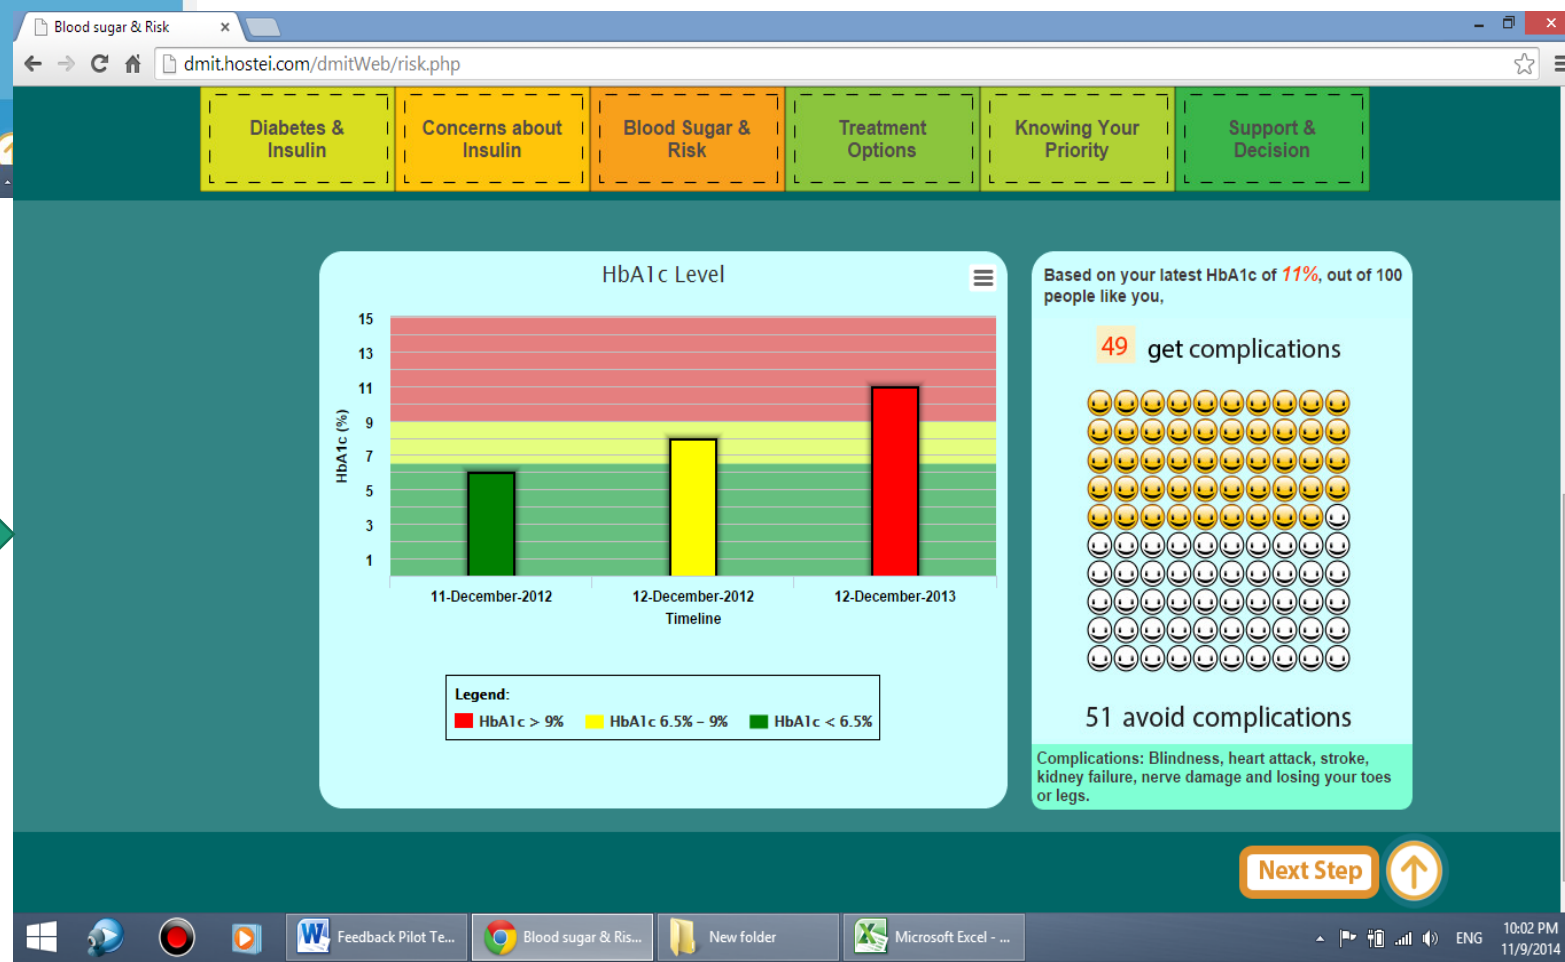 Blood sugar & Risk
dmit.hostei.com/dmitWeb/risk.php
Diabetes &
Insulin
Concerns about
Insulin
Blood Sugar &
Risk
Treatment
Options
Knowing Your
Priority
Support &
Decision
HbA1c Level
15
13
11
9
7
5
3
1
HbA1c (%)
11-December-2012
12-December-2012
12-December-2013
Timeline
Legend:
HbA1c > 9%
HbA1c 6.5% - 9%
HbA1c < 6.5%
Based on your latest HbA1c of 11%, out of 100
people like you,
49 get complications
51 avoid complications
Complications: Blindness, heart attack, stroke,
kidney failure, nerve damage and losing your toes
or legs.
Next Step
Feedback Pilot Te...
Blood sugar & Ris...
New folder
Microsoft Excel - ...
ENG
10:02 PM
11/9/2014